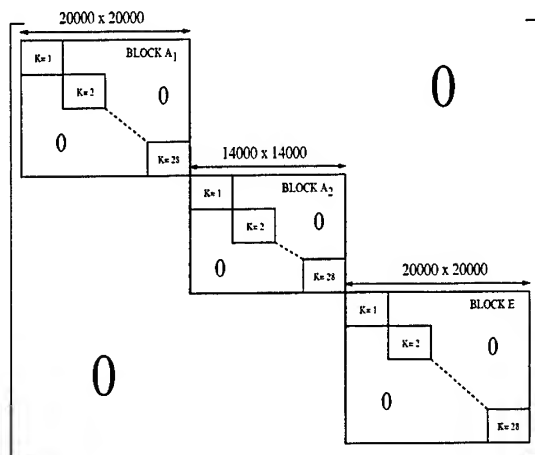 20000 x 20000
BLOCK A1
K= 1
K= 2
0
0
0
K= 28
14000 x 14000
K= 1
BLOCK A2
K= 2
0
0
K= 28
20000 x 20000
K= 1
BLOCK E
K= 2
0
0
0
K= 28